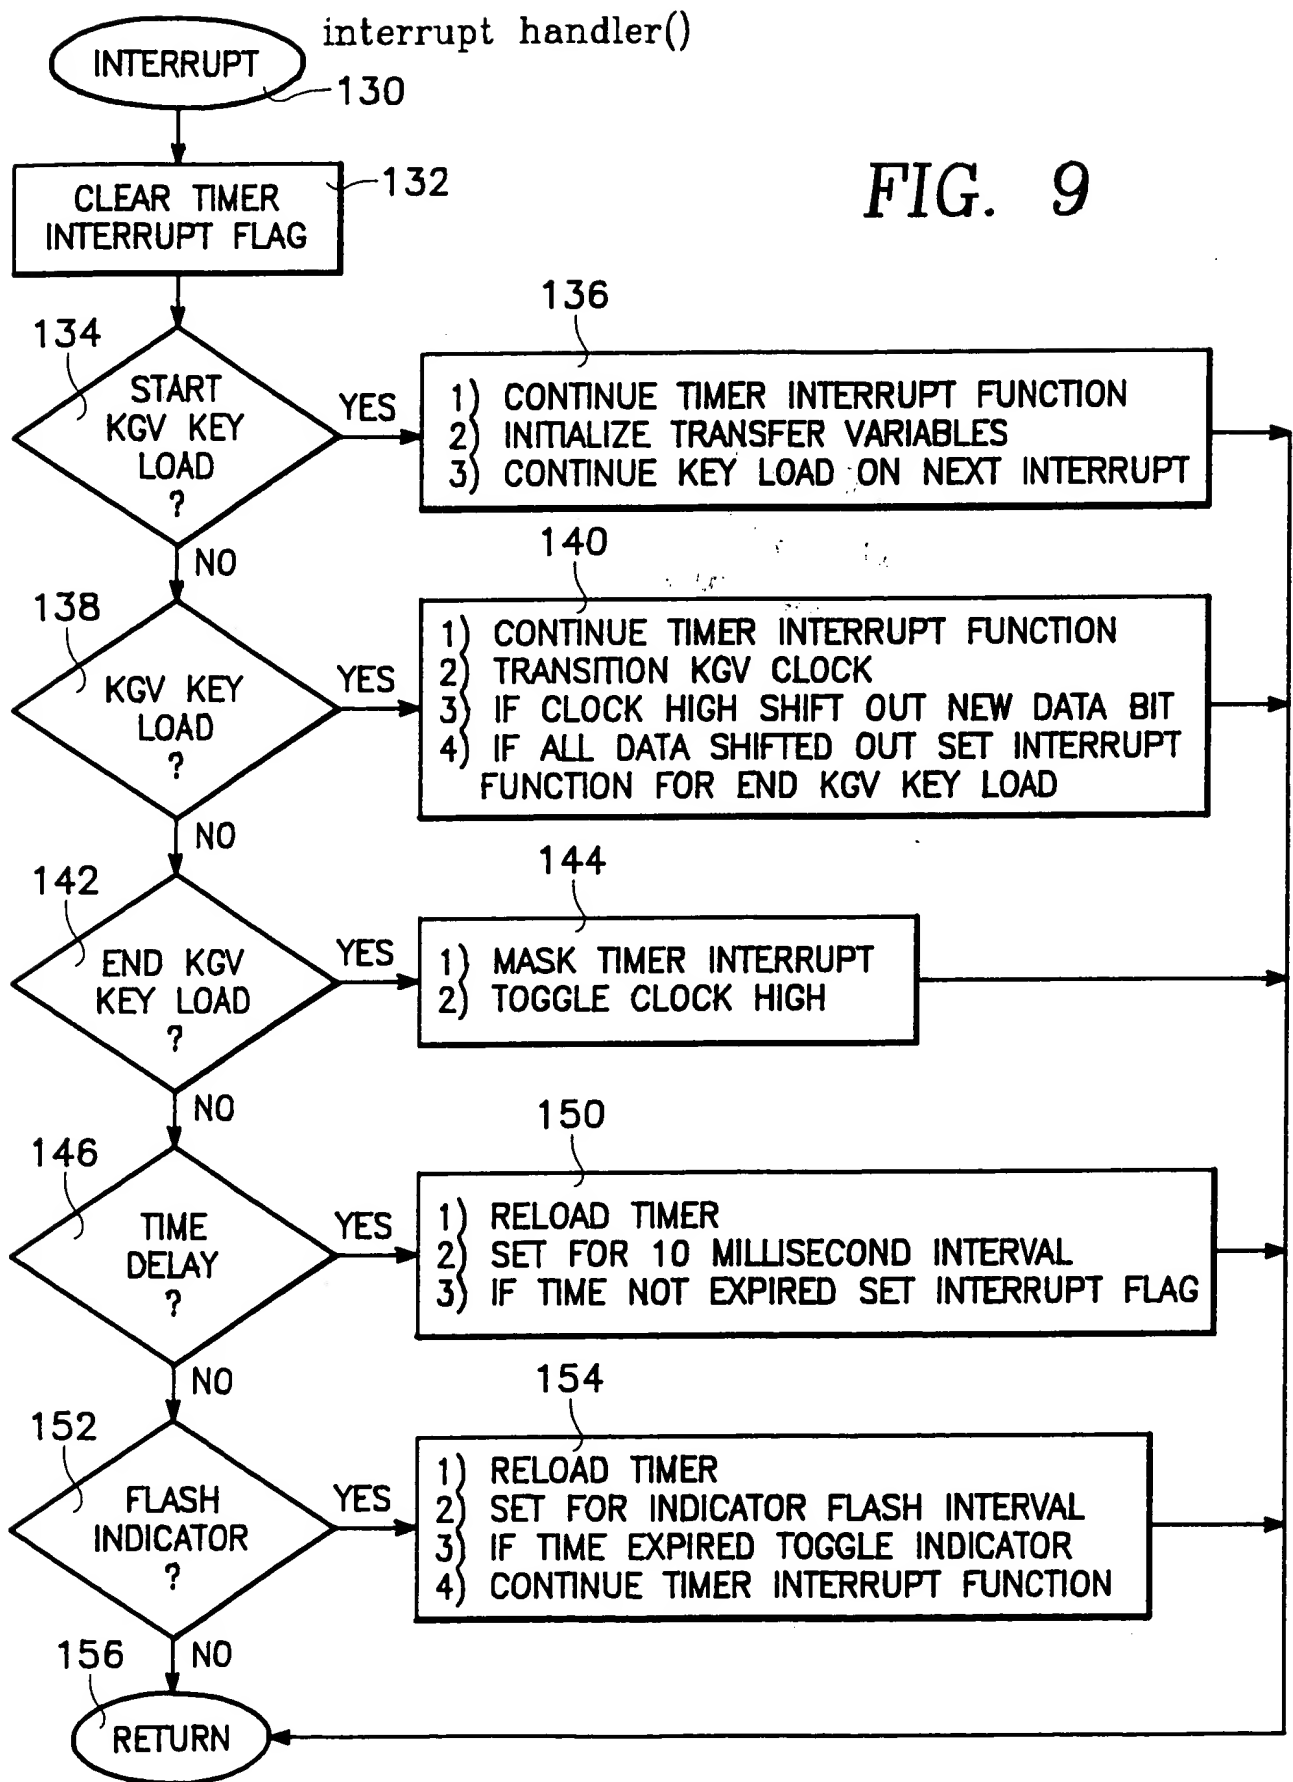 interrupt handler()
INTERRUPT
130
CLEAR TIMER
INTERRUPT FLAG
132
FIG. 9
134
START
KGV KEY
LOAD
?
YES
NO
136
1) CONTINUE TIMER INTERRUPT FUNCTION
2) INITIALIZE TRANSFER VARIABLES
3) CONTINUE KEY LOAD ON NEXT INTERRUPT
138
KGV KEY
LOAD
?
YES
NO
140
1) CONTINUE TIMER INTERRUPT FUNCTION
2) TRANSITION KGV CLOCK
3) IF CLOCK HIGH SHIFT OUT NEW DATA BIT
4) IF ALL DATA SHIFTED OUT SET INTERRUPT
FUNCTION FOR END KGV KEY LOAD
142
END KGV
KEY LOAD
?
YES
NO
144
1) MASK TIMER INTERRUPT
2) TOGGLE CLOCK HIGH
146
TIME
DELAY
?
YES
NO
150
1) RELOAD TIMER
2) SET FOR 10 MILLISECOND INTERVAL
3) IF TIME NOT EXPIRED SET INTERRUPT FLAG
152
FLASH
INDICATOR
?
YES
NO
154
1) RELOAD TIMER
2) SET FOR INDICATOR FLASH INTERVAL
3) IF TIME EXPIRED TOGGLE INDICATOR
4) CONTINUE TIMER INTERRUPT FUNCTION
156
RETURN